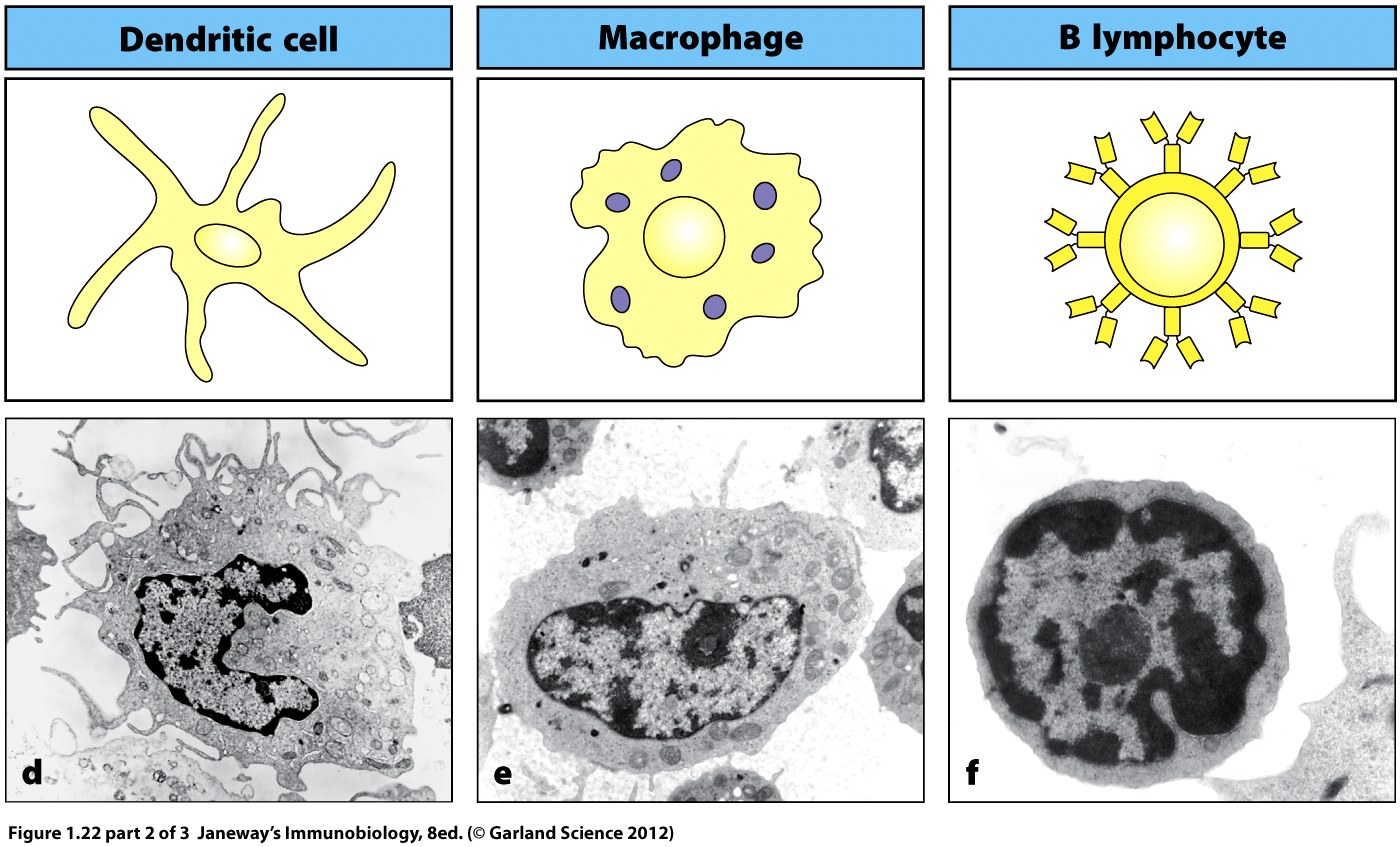 Dendritic cell
Macrophage
B lymphocyte
d
e
f
Figure 1.22 part 2 of 3 Janeway's Immunobiology, 8ed. (© Garland Science 2012)